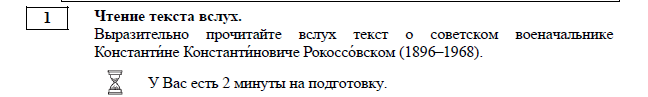 1
Чтение текста вслух.
Выразительно прочитайте вслух текст о советском военачальнике
Константи́не Константи́новиче Рокоссо́вском (1896–1968).
У Вас есть 2 минуты на подготовку.